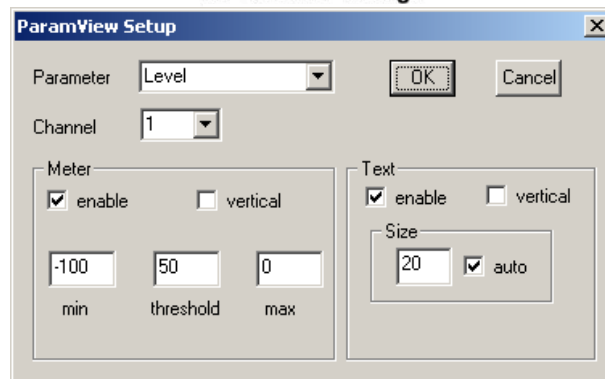 ParamView Setup
Parameter Level OK Cancel
Channel 1
Meter
enable vertical
-100 50 0
min threshold max
Text
enable vertical
Size
20 auto